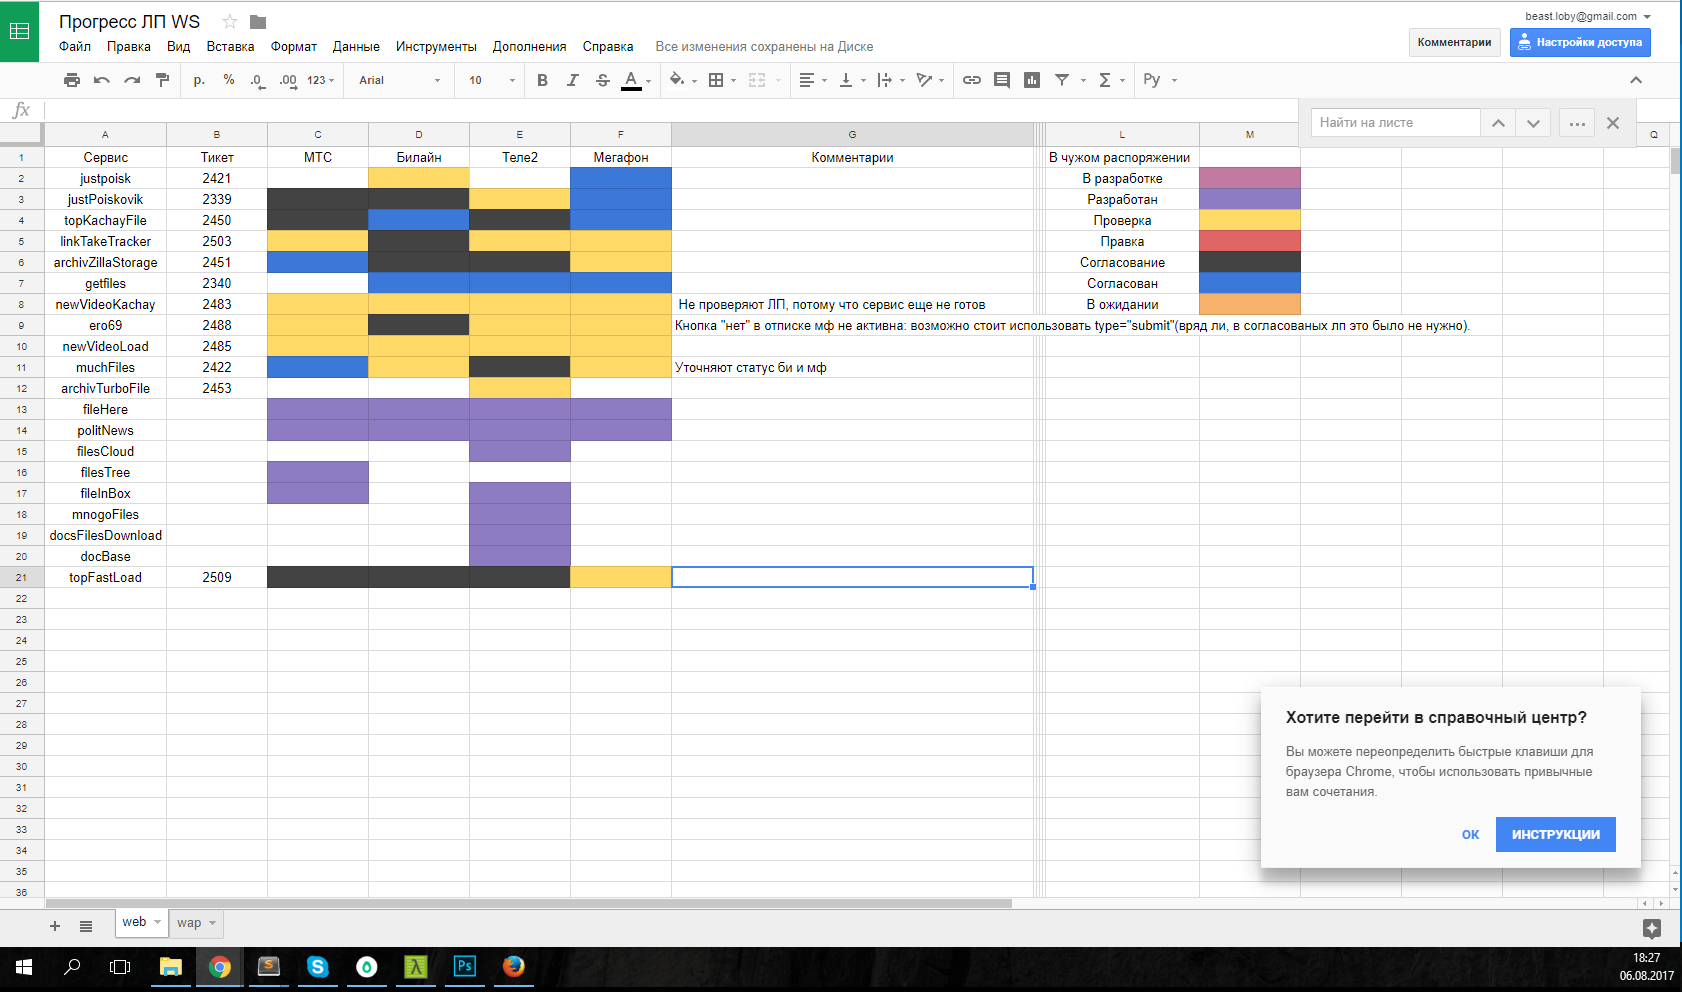 Прогресс ЛП WS
beast.loby@gmail.com
Файл Правка Вид Вставка Формат Данные Инструменты Дополнения Справка Все изменения сохранены на Диске
Комментарии Настройки доступа
р. % .0 .00 123 Arial 10 B I S A Σ Ру
fx
Найти на листе
A B C D E F G L M Q
1 Сервис Тикет МТС Билайн Теле2 Мегафон Комментарии В чужом распоряжении
2 justpoisk 2421 В разработке
3 justPoiskovik 2339 Разработан
4 topKachayFile 2450 Проверка
5 linkTakeTracker 2503 Правка
6 archivZillaStorage 2451 Согласование
7 getfiles 2340 Согласован
8 newVideoKachay 2483 Не проверяют ЛП, потому что сервис еще не готов В ожидании
9 ero69 2488 Кнопка "нет" в отписке мф не активна: возможно стоит использовать type="submit"(вряд ли, в согласованых лп это было не нужно).
10 newVideoLoad 2485
11 muchFiles 2422 Уточняют статус би и мф
12 archivTurboFile 2453
13 fileHere
14 politNews
15 filesCloud
16 filesTree
17 fileInBox
18 mnogoFiles
19 docsFilesDownload
20 docBase
21 topFastLoad 2509
22
23
24
25
26
27
28
29
30
31
32
33
34
35
36
Хотите перейти в справочный центр?
Вы можете переопределить быстрые клавиши для
браузера Chrome, чтобы использовать привычные
вам сочетания.
ОК ИНСТРУКЦИИ
web wap
S S λ Ps
18:27
06.08.2017